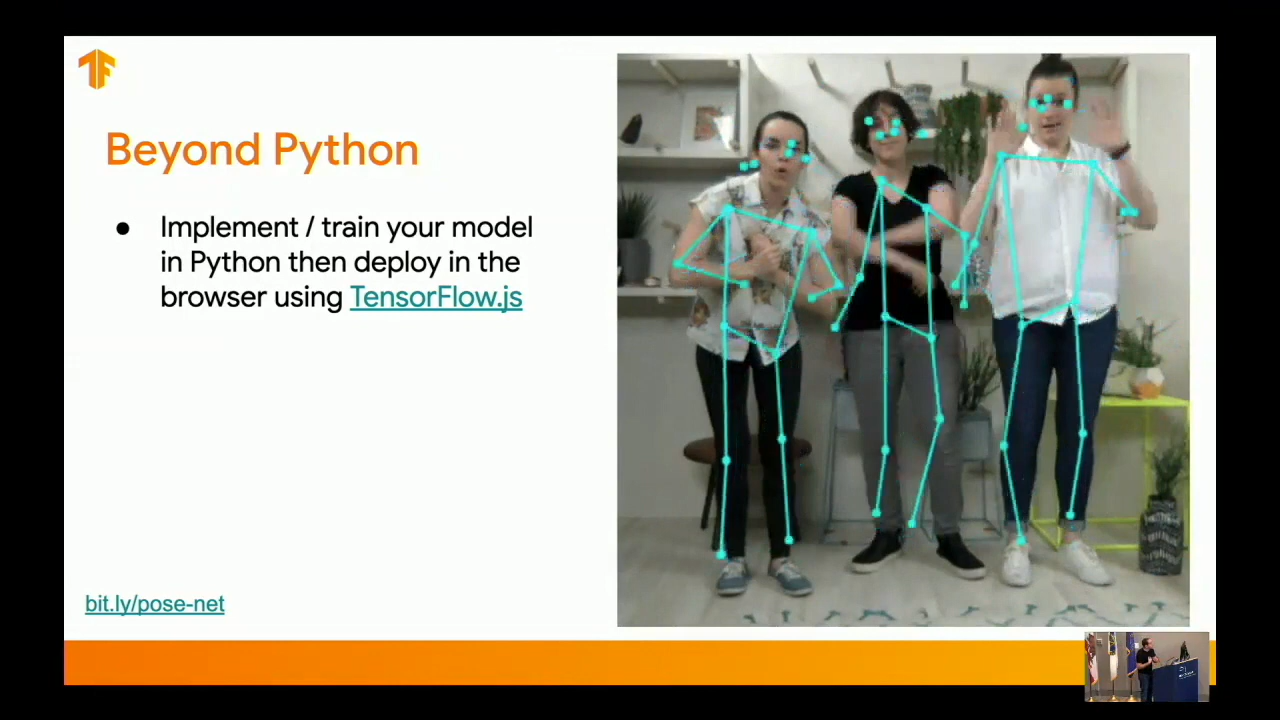 Beyond Python
● Implement / train your model
in Python then deploy in the
browser using TensorFlow.js
bit.ly/pose-net